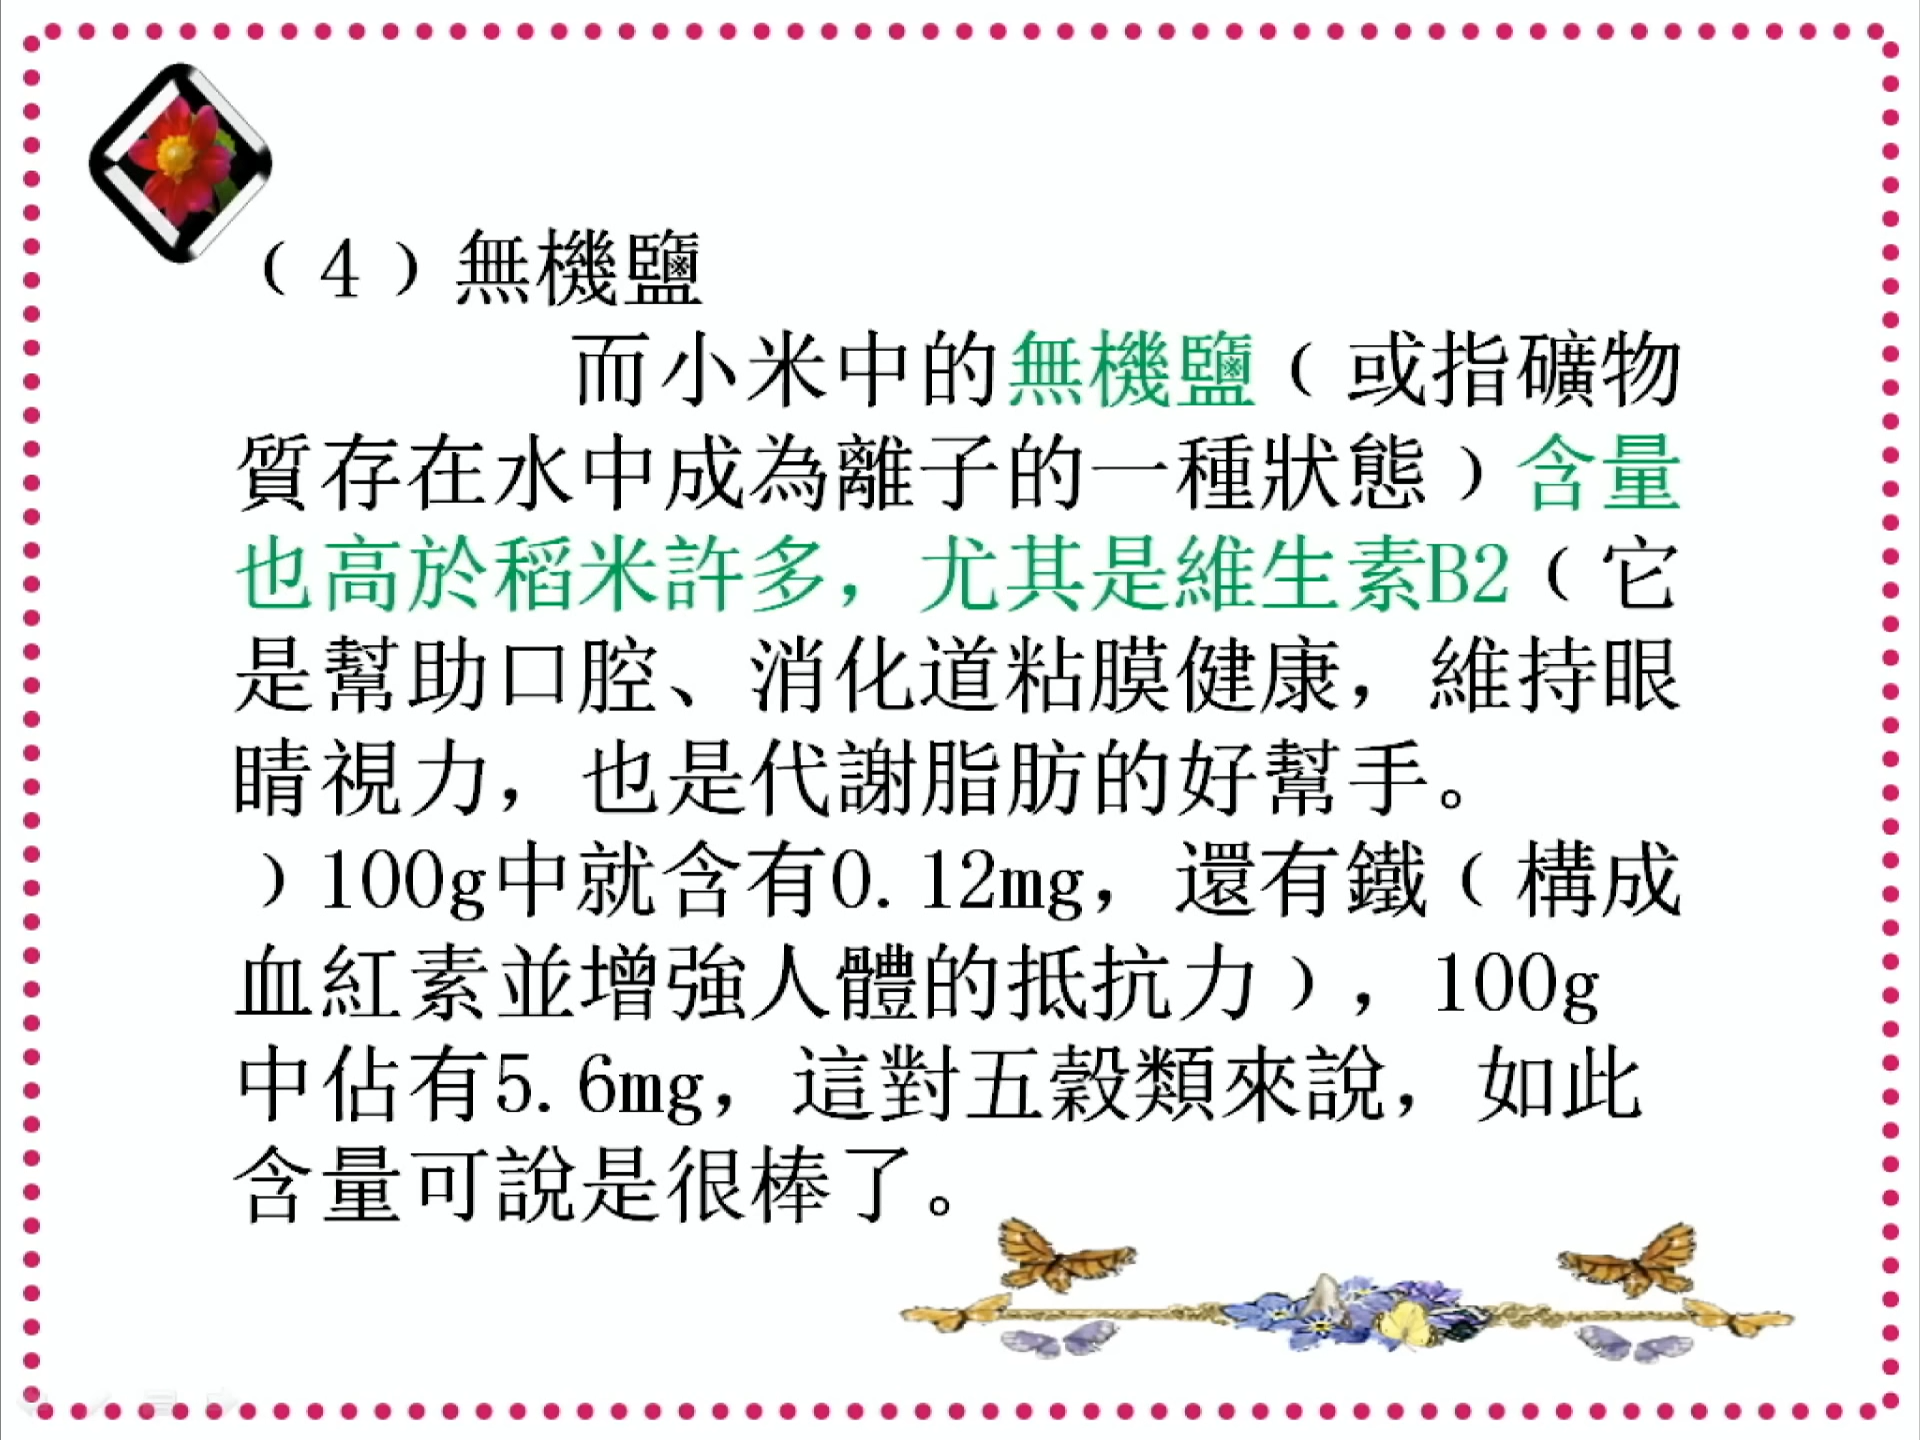 （4）無機鹽
而小米中的無機鹽（或指礦物
質存在水中成為離子的一種狀態）含量
也高於稻米許多，尤其是維生素B2（它
是幫助口腔、消化道粘膜健康，維持眼
睛視力，也是代謝脂肪的好幫手。
）100g中就含有0.12mg，還有鐵（構成
血紅素並增強人體的抵抗力），100g
中佔有5.6mg，這對五穀類來說，如此
含量可說是很棒了。